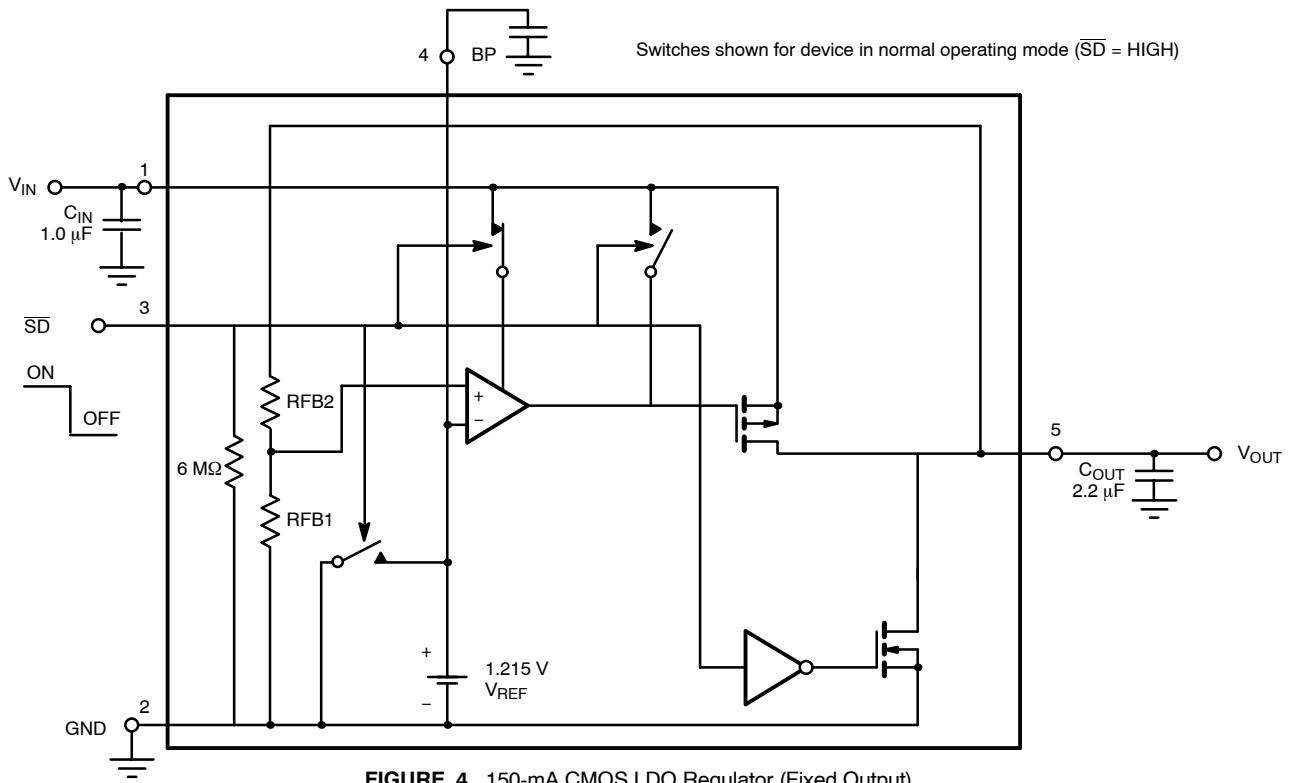 4
BP
Switches shown for device in normal operating mode (SD = HIGH)
1
VIN
CIN
1.0 μF
3
SD
ON
OFF
RFB2
+
−
6 MΩ
RFB1
5
VOUT
COUT
2.2 μF
+
1.215 V
VREF
−
2
GND
FIGURE 4. 150-mA CMOS LDO Regulator (Fixed Output)